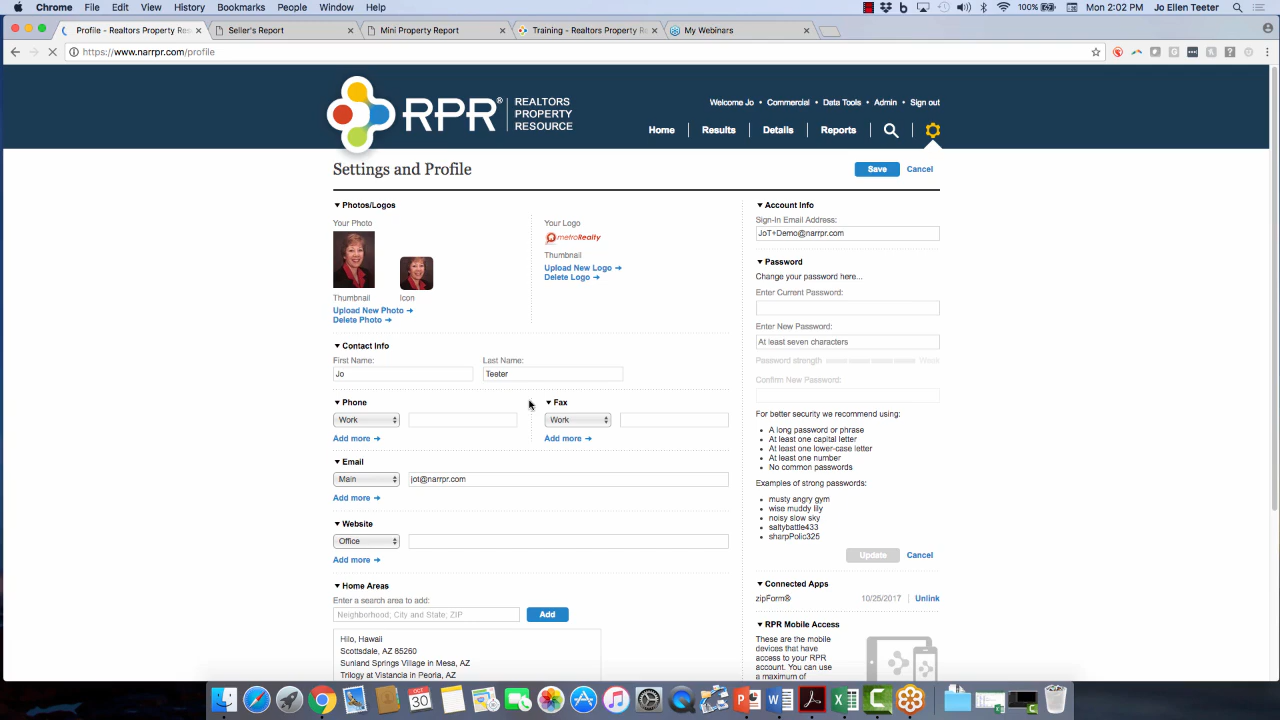 Chrome File Edit View History Bookmarks People Window Help 100% Mon 2:02 PM Jo Ellen Teeter
Profile - Realtors Property Res
Seller's Report
Mini Property Report
Training - Realtors Property R
My Webinars
https://www.narrpr.com/profile
RPR® REALTORS PROPERTY RESOURCE
Welcome Jo • Commercial • Data Tools • Admin • Sign out
Home Results Details Reports
Settings and Profile
Save Cancel
Photos/Logos
Your Photo
Thumbnail
Icon
Upload New Photo
Delete Photo
Your Logo
metroRealty
Thumbnail
Upload New Logo
Delete Logo
Contact Info
First Name: Last Name:
Jo Teeter
Phone Fax
Work Work
Add more Add more
Email
Main jot@narrpr.com
Add more
Website
Office
Add more
Home Areas
Enter a search area to add:
Neighborhood; City and State; ZIP Add
Hilo, Hawaii
Scottsdale, AZ 85260
Sunland Springs Village in Mesa, AZ
Trilogy at Vistancia in Peoria, AZ
Account Info
Sign-In Email Address:
JoT+Demo@narrpr.com
Password
Change your password here...
Enter Current Password:
Enter New Password:
At least seven characters
Password strength Weak
Confirm New Password:
For better security we recommend using:
• A long password or phrase
• At least one capital letter
• At least one lower-case letter
• At least one number
• No common passwords
Examples of strong passwords:
• musty angry gym
• wise muddy lily
• noisy slow sky
• saltybattle433
• sharpPolic325
Update Cancel
Connected Apps
zipForm® 10/25/2017 Unlink
RPR Mobile Access
These are the mobile
devices that have
access to your RPR
account. You can use
a maximum of
OCT
30